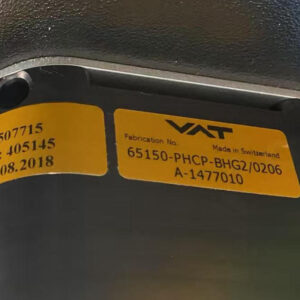 507715
: 405145
.08.2018
VAT
Fabrication No. Made in Switzerland
65150-PHCP-BHG2/0206
A-1477010